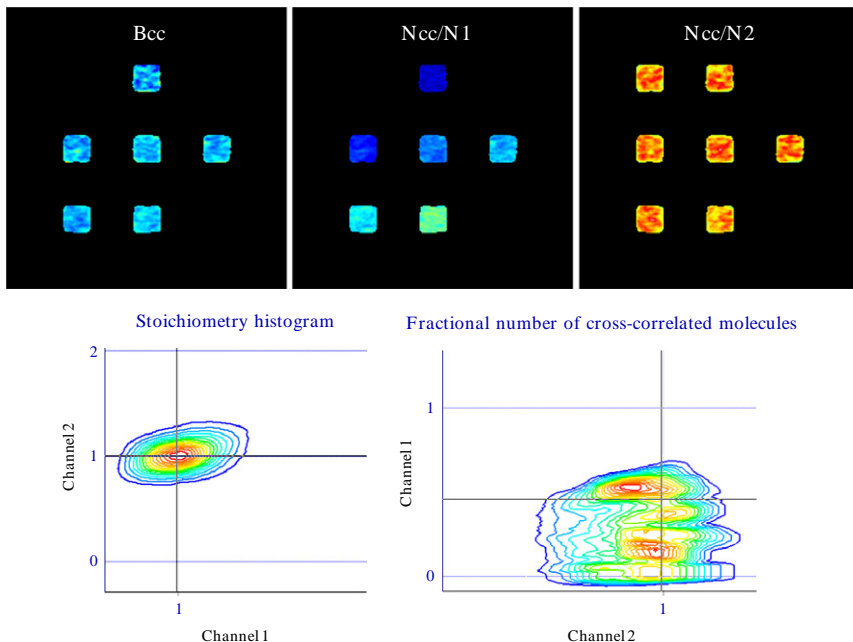 Bcc
Ncc/N1
Ncc/N2
Stoichiometry histogram
Fractional number of cross-correlated molecules
2
1
0
Channel 2
1
Channel 1
1
0
Channel 1
1
Channel 2